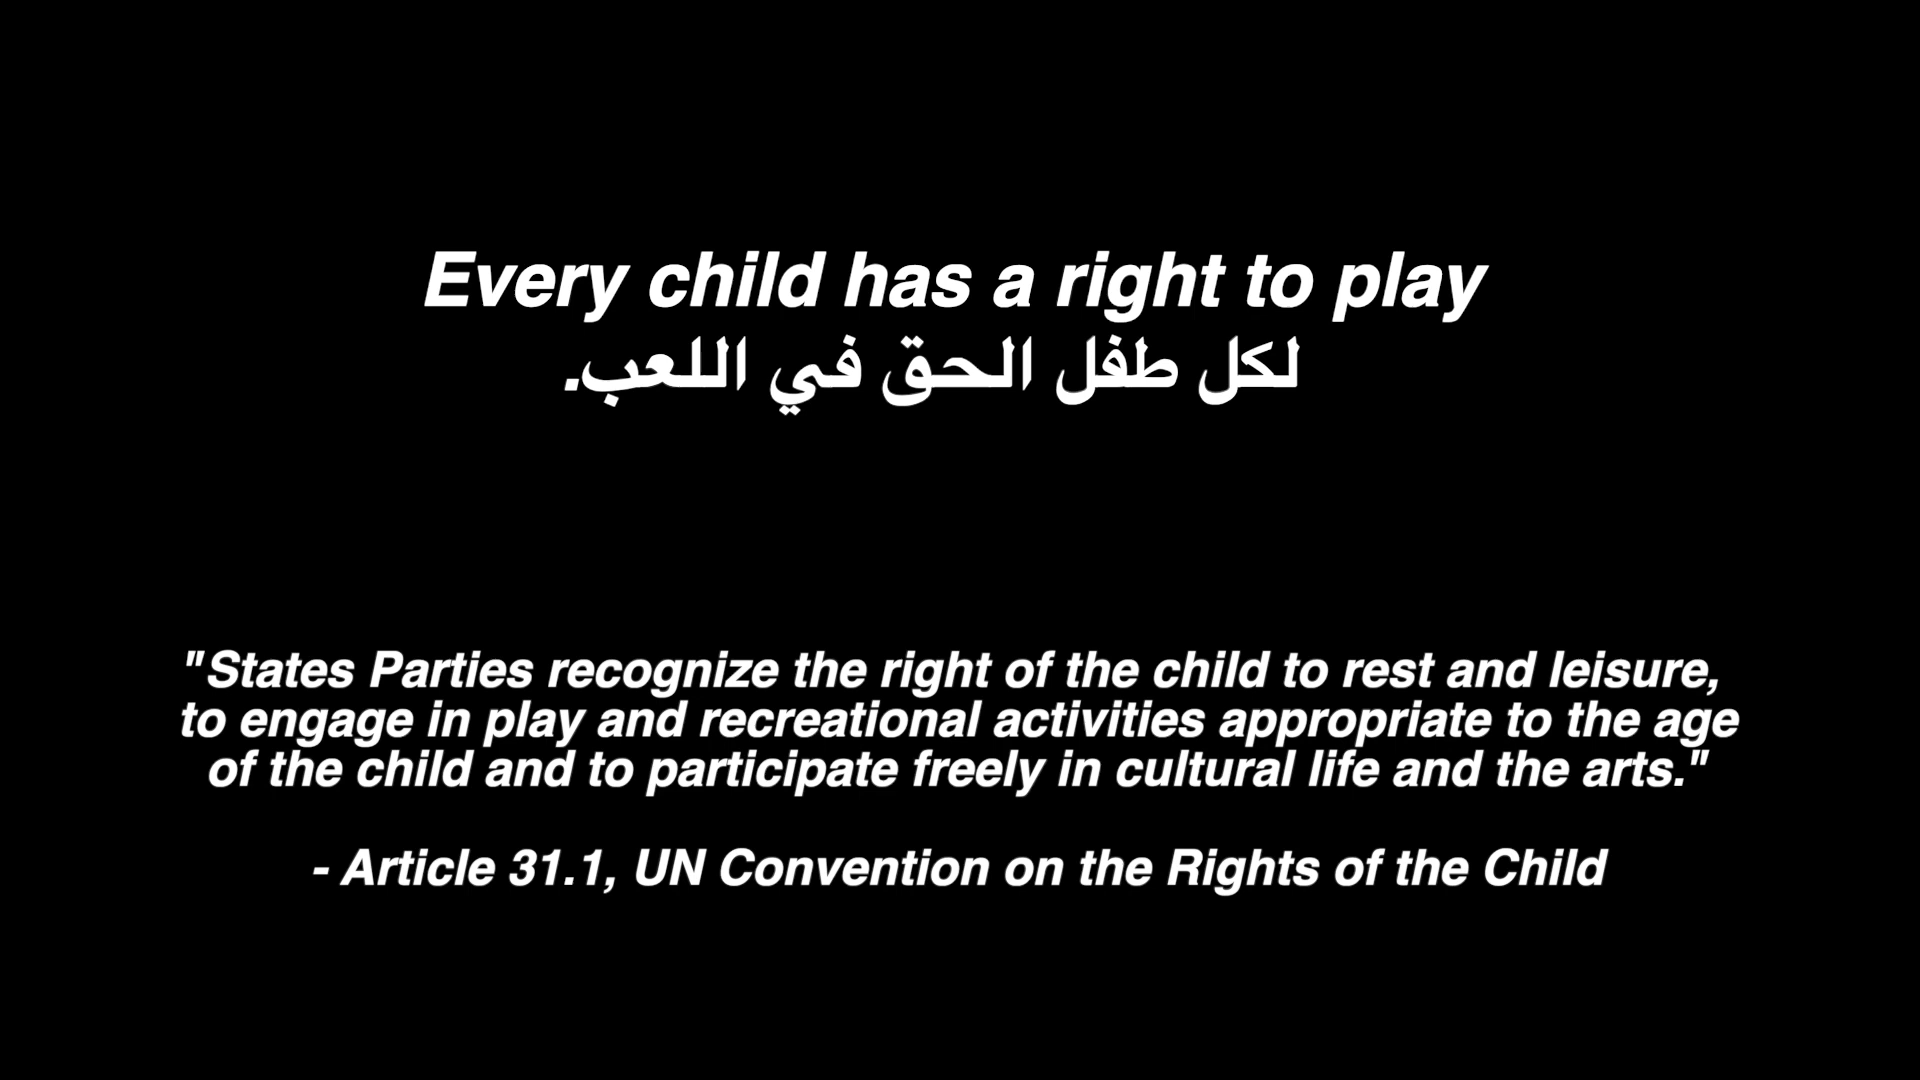 Every child has a right to play
لكل طفل الحق في اللعب.
"States Parties recognize the right of the child to rest and leisure,
to engage in play and recreational activities appropriate to the age
of the child and to participate freely in cultural life and the arts."
- Article 31.1, UN Convention on the Rights of the Child